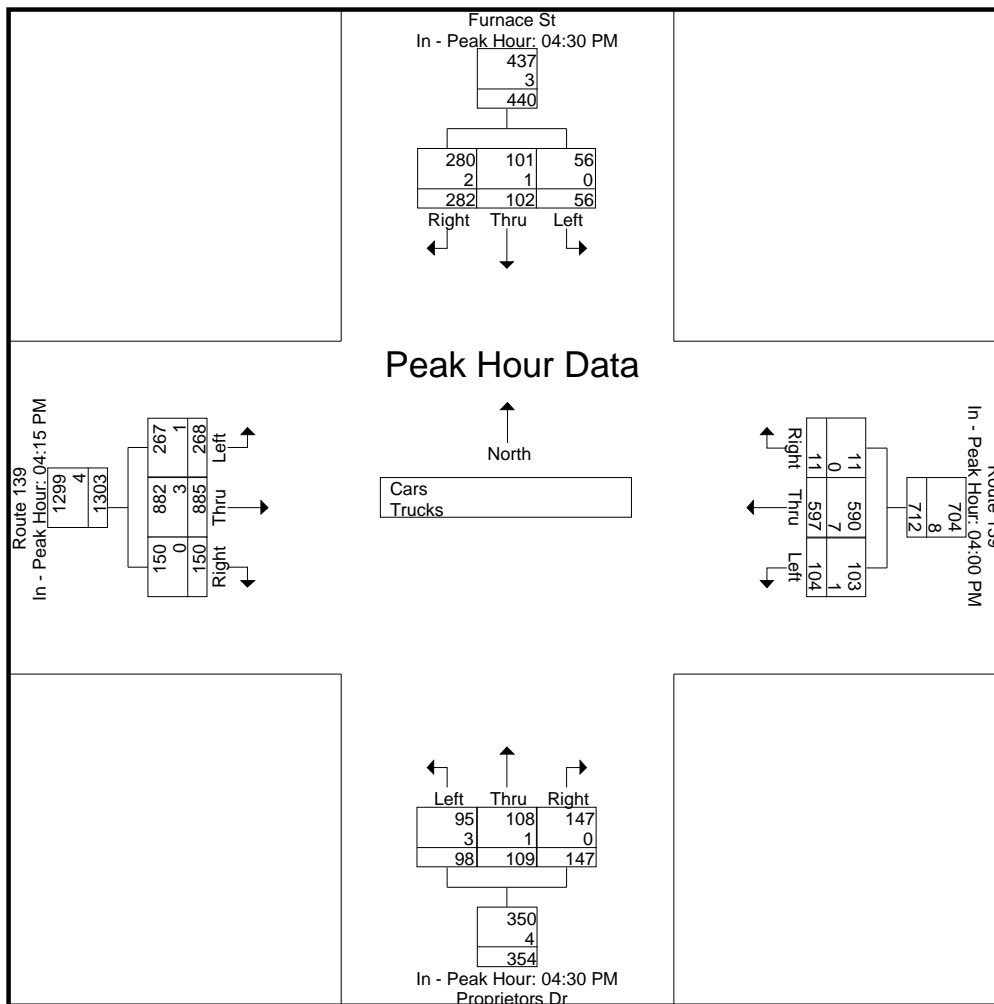 Furnace St
In - Peak Hour: 04:30 PM
437
3
440
280 101 56
2 1 0
282 102 56
Right Thru Left
Peak Hour Data
North
Cars
Trucks
Route 139
In - Peak Hour: 04:15 PM
1299
4
1303
267 1 268
882 3 885
150 0 150
Left
Thru
Right
Right
Thru
Left
11 0 11
597 7 590
104 1 103
704
8
712
In - Peak Hour: 04:00 PM
Route 139
Left Thru Right
95 108 147
3 1 0
98 109 147
350
4
354
In - Peak Hour: 04:30 PM
Proprietors Dr